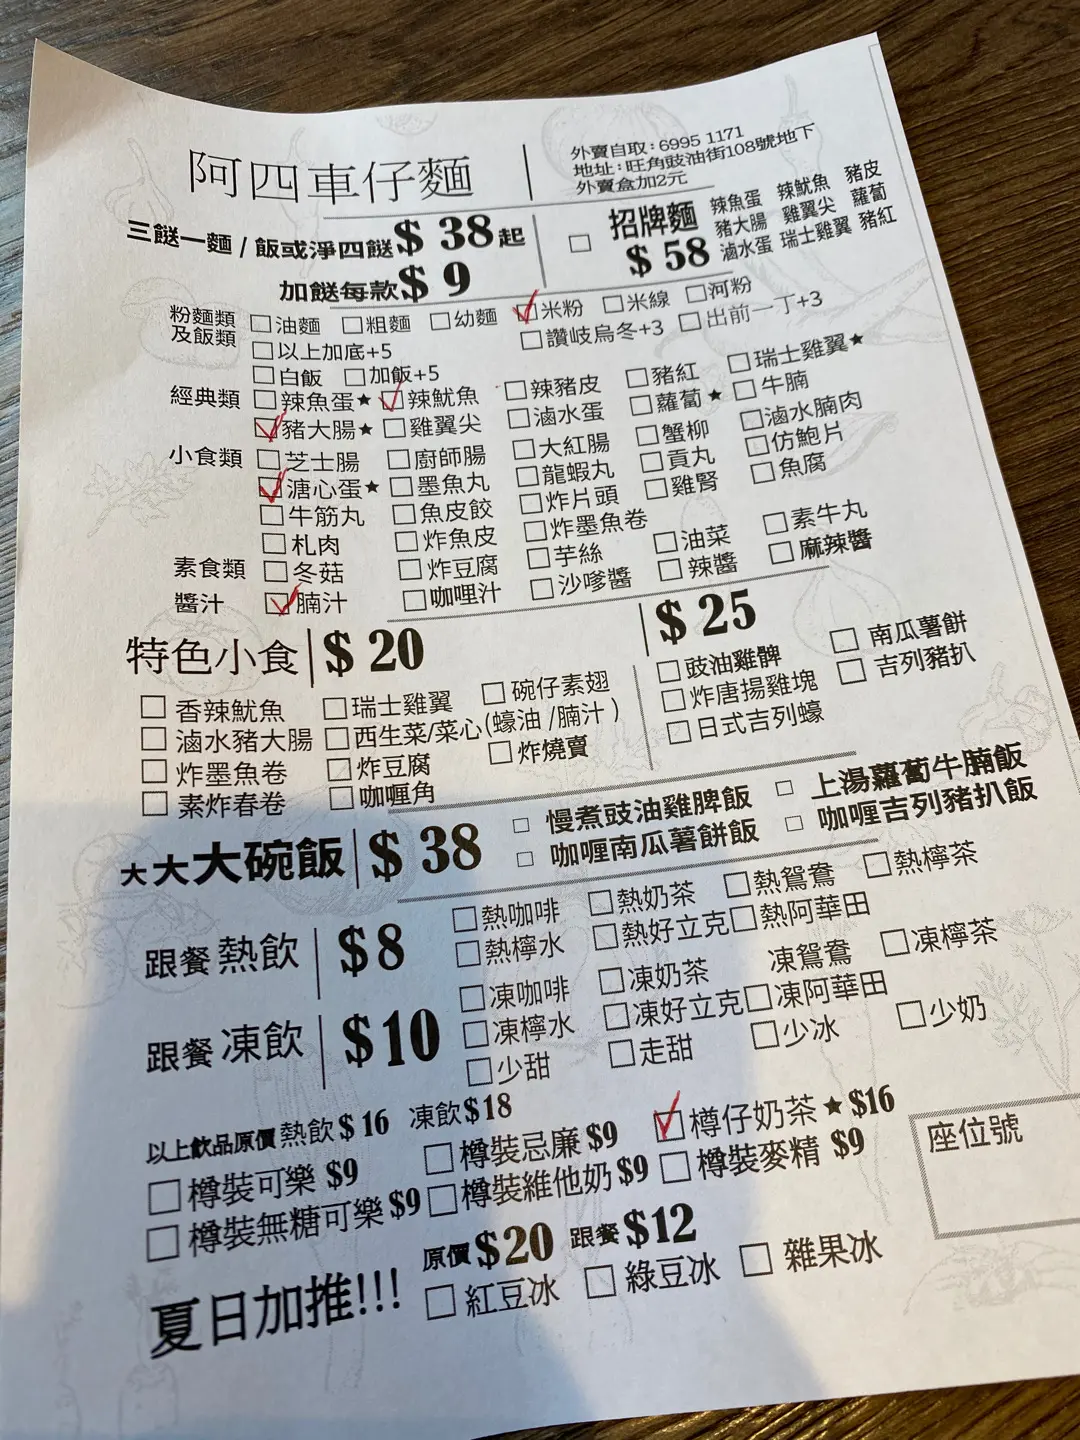 阿四車仔麵
外賣自取：6995 1171
地址：旺角豉油街108號地下
外賣盒加2元
三餸一麵 / 飯或淨四餸 $ 38起
加餸每款 $ 9
招牌麵 $ 58
辣魚蛋 辣魷魚 豬皮
豬大腸 雞翼尖 蘿蔔
滷水蛋 瑞士雞翼 豬紅
粉麵類及飯類
油麵 粗麵 幼麵 米粉 米線 河粉
以上加底+5 讚岐烏冬+3 出前一丁+3
白飯 加飯+5
經典類 辣魚蛋★ 辣魷魚 辣豬皮 豬紅 瑞士雞翼★
豬大腸★ 雞翼尖 滷水蛋 蘿蔔★ 牛腩
小食類 芝士腸 廚師腸 大紅腸 蟹柳 滷水腩肉
溏心蛋★ 墨魚丸 龍蝦丸 貢丸 仿鮑片
牛筋丸 魚皮餃 炸片頭 雞腎 魚腐
札肉 炸魚皮 炸墨魚卷
素食類 冬菇 炸豆腐 芋絲 油菜 素牛丸
醬汁 腩汁 咖哩汁 沙嗲醬 辣醬 麻辣醬
特色小食 $ 20
香辣魷魚 瑞士雞翼 碗仔素翅
滷水豬大腸 西生菜/菜心(蠔油 /腩汁 )
炸墨魚卷 炸豆腐 炸燒賣
素炸春卷 咖喱角
$ 25
豉油雞髀 南瓜薯餅
炸唐揚雞塊 吉列豬扒
日式吉列蠔
大大大碗飯 $ 38
慢煮豉油雞脾飯 上湯蘿蔔牛腩飯
咖喱南瓜薯餅飯 咖喱吉列豬扒飯
跟餐 熱飲 $8
熱咖啡 熱奶茶 熱鴛鴦 熱檸茶
熱檸水 熱好立克 熱阿華田
跟餐 凍飲 $10
凍咖啡 凍奶茶 凍鴛鴦 凍檸茶
凍檸水 凍好立克 凍阿華田
少甜 走甜 少冰 少奶
以上飲品原價 熱飲 $ 16 凍飲 $18
樽裝可樂 $9 樽裝忌廉 $9 樽仔奶茶★ $16
樽裝無糖可樂 $9 樽裝維他奶 $9 樽裝麥精 $9
座位號
夏日加推!!! 原價 $20 跟餐 $12
紅豆冰 綠豆冰 雜果冰